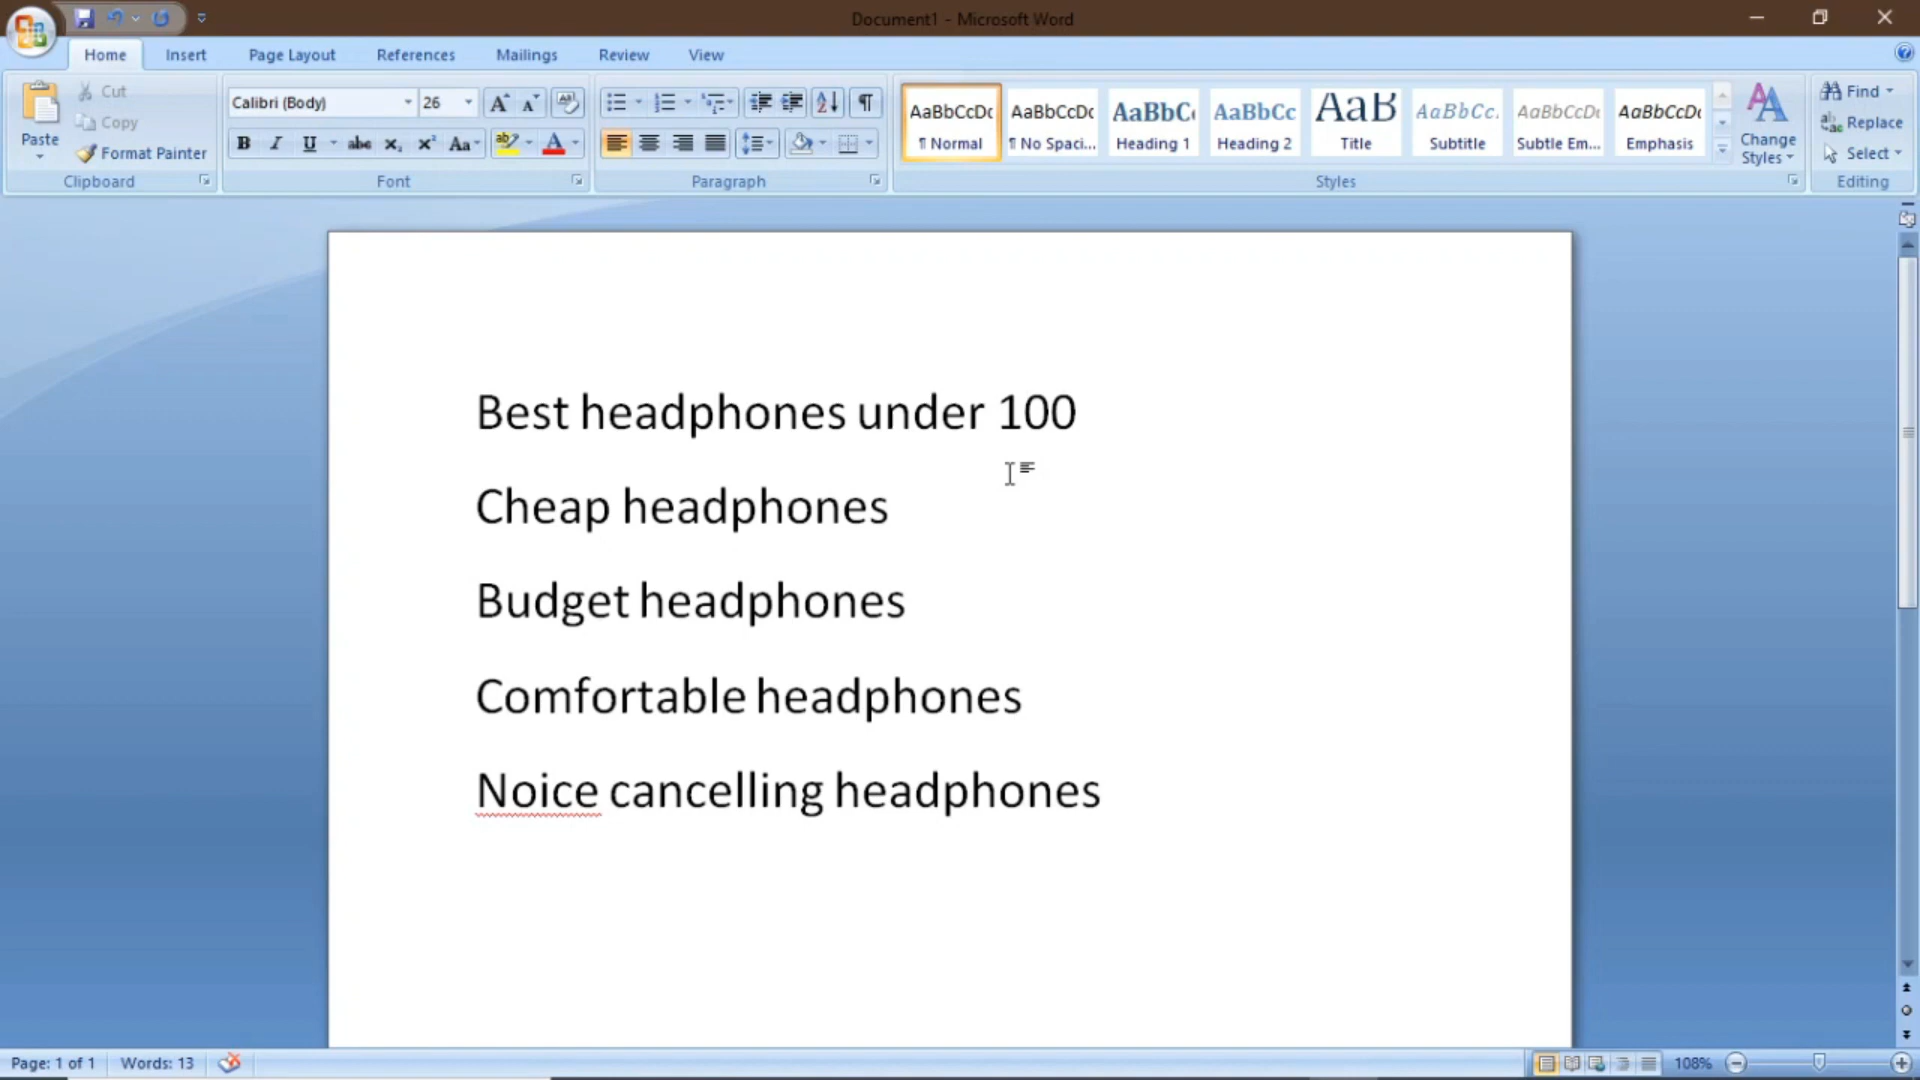 Document1 - Microsoft Word
Home Insert Page Layout References Mailings Review View
Paste
Cut
Copy
Format Painter
Clipboard
Calibri (Body) 26
Font
Paragraph
AaBbCcDc AaBbCcDc AaBbC AaBbCc AaB AaBbCc. AaBbCcDc AaBbCcDc
¶ Normal ¶ No Spaci... Heading 1 Heading 2 Title Subtitle Subtle Em... Emphasis
Change Styles
Styles
Find
Replace
Select
Editing
Best headphones under 100
Cheap headphones
Budget headphones
Comfortable headphones
Noice cancelling headphones
Page: 1 of 1 Words: 13 108%